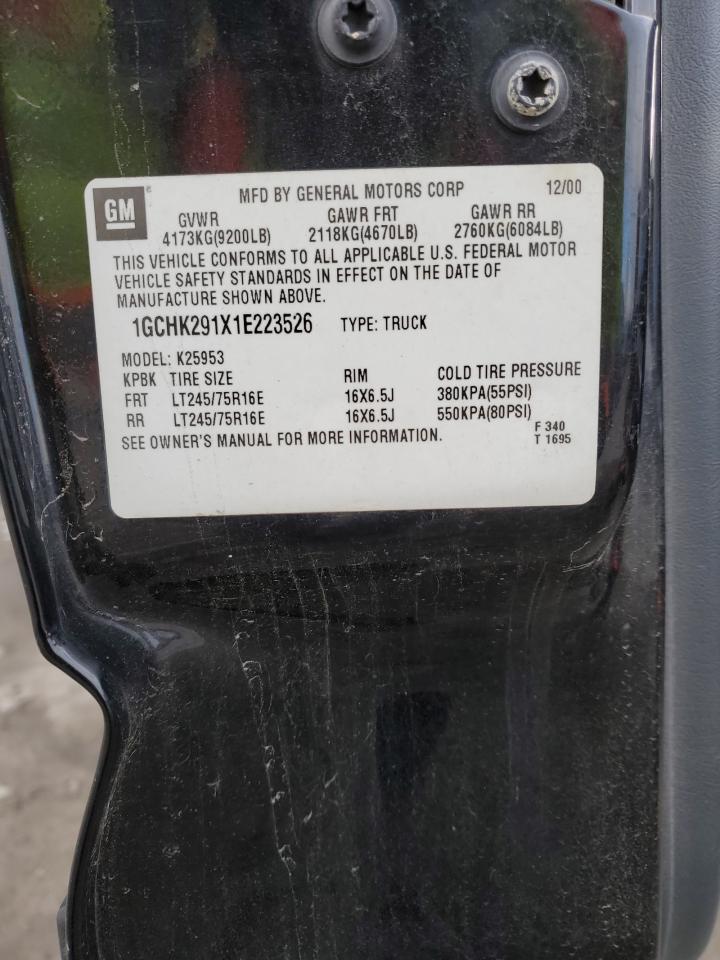 GM® MFD BY GENERAL MOTORS CORP 12/00
GVWR GAWR FRT GAWR RR
4173KG(9200LB) 2118KG(4670LB) 2760KG(6084LB)
THIS VEHICLE CONFORMS TO ALL APPLICABLE U.S. FEDERAL MOTOR
VEHICLE SAFETY STANDARDS IN EFFECT ON THE DATE OF
MANUFACTURE SHOWN ABOVE.
1GCHK291X1E223526 TYPE: TRUCK
MODEL: K25953
KPBK TIRE SIZE RIM COLD TIRE PRESSURE
FRT LT245/75R16E 16X6.5J 380KPA(55PSI)
RR LT245/75R16E 16X6.5J 550KPA(80PSI)
SEE OWNER'S MANUAL FOR MORE INFORMATION.
F 340
T 1695